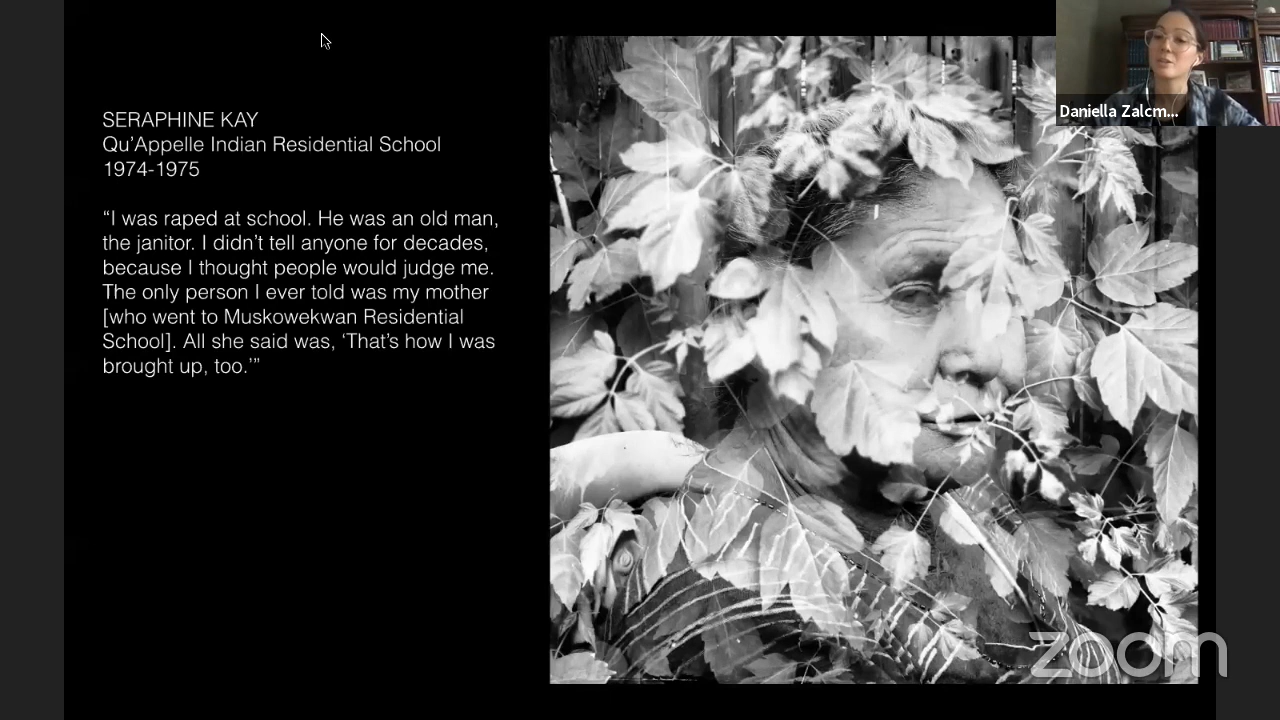 SERAPHINE KAY
Qu’Appelle Indian Residential School
1974-1975
“I was raped at school. He was an old man,
the janitor. I didn’t tell anyone for decades,
because I thought people would judge me.
The only person I ever told was my mother
[who went to Muskowekwan Residential
School]. All she said was, ‘That’s how I was
brought up, too.’”
Daniella Zalcm...
zoom